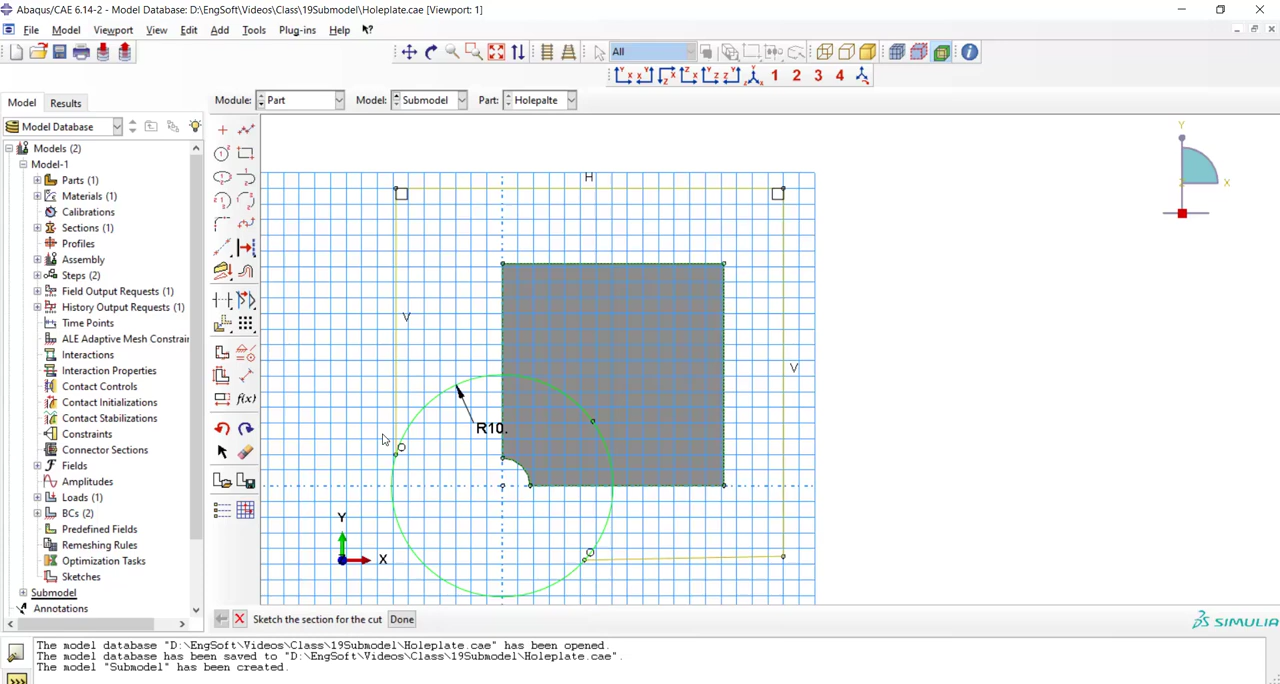 Abaqus/CAE 6.14-2 - Model Database: D:\EngSoft\Videos\Class\19Submodel\Holeplate.cae [Viewport: 1]
File Model Viewport View Edit Add Tools Plug-ins Help
All
1 2 3 4
Model Results
Module: Part Model: Submodel Part: Holepalte
Model Database
Models (2)
Model-1
Parts (1)
Materials (1)
Calibrations
Sections (1)
Profiles
Assembly
Steps (2)
Field Output Requests (1)
History Output Requests (1)
Time Points
ALE Adaptive Mesh Constrai
Interactions
Interaction Properties
Contact Controls
Contact Initializations
Contact Stabilizations
Constraints
Connector Sections
Fields
Amplitudes
Loads (1)
BCs (2)
Predefined Fields
Remeshing Rules
Optimization Tasks
Sketches
Submodel
Annotations
f(x)
H
V
V
R10.
Y
X
Y
X
Z
Sketch the section for the cut Done
SIMULIA
The model database "D:\EngSoft\Videos\Class\19Submodel\Holeplate.cae" has been opened.
The model database has been saved to "D:\EngSoft\Videos\Class\19Submodel\Holeplate.cae".
The model "Submodel" has been created.